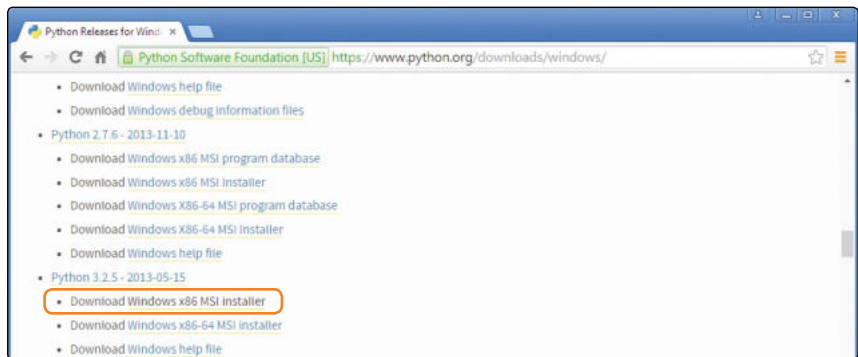 Python Releases for Wind
Python Software Foundation [US] https://www.python.org/downloads/windows/
Download Windows help file
Download Windows debug information files
Python 2.7.6 - 2013-11-10
Download Windows x86 MSI program database
Download Windows x86 MSI Installer
Download Windows X86-64 MSI program database
Download Windows X86-64 MSI Installer
Download Windows help file
Python 3.2.5 - 2013-05-15
Download Windows x86 MSI installer
Download Windows x86-64 MSI installer
Download Windows help file